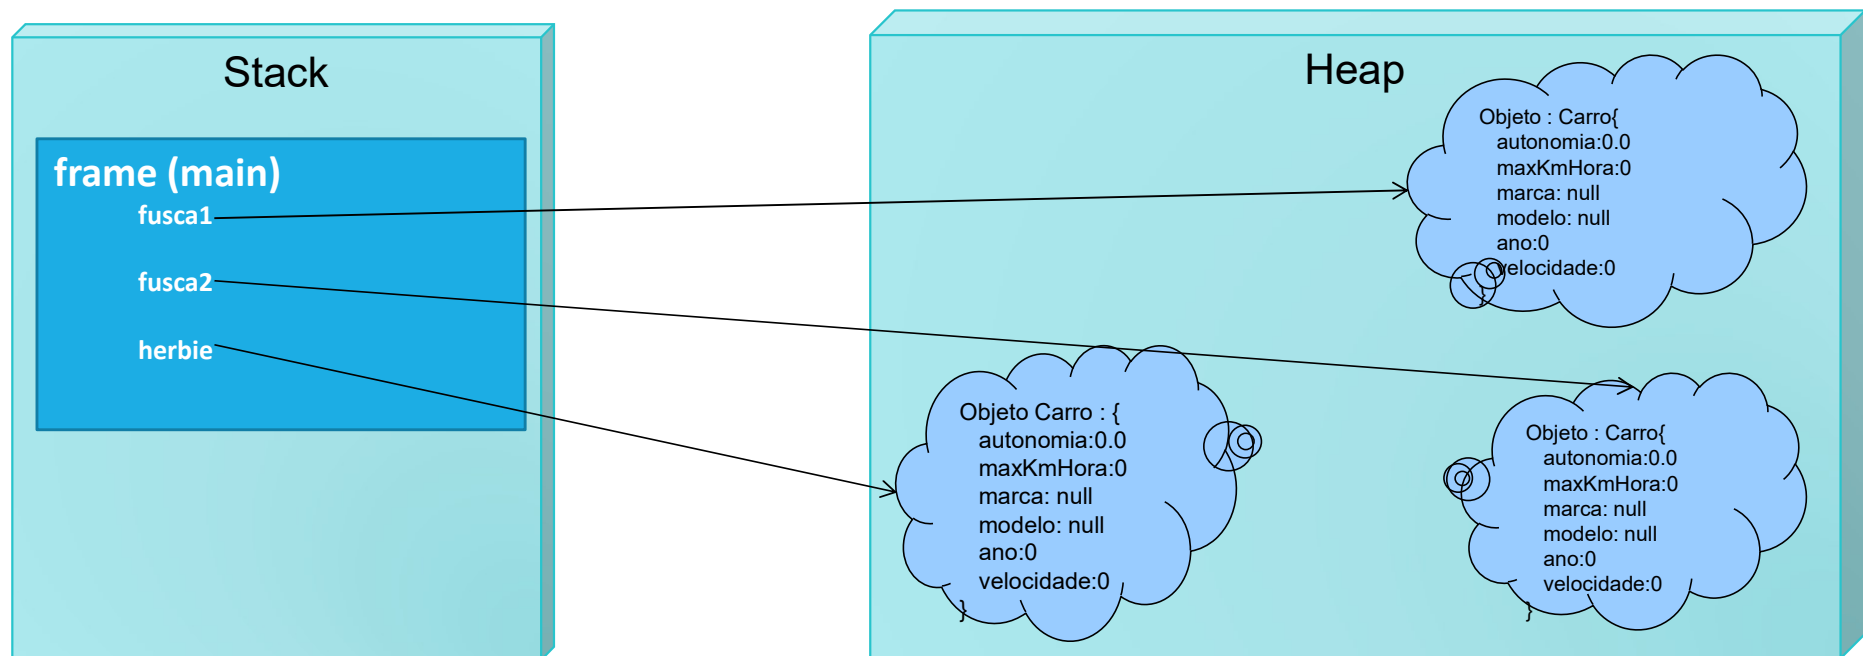 Stack
frame (main)
fusca1
fusca2
herbie
Heap
Objeto : Carro{
autonomia:0.0
maxKmHora:0
marca: null
modelo: null
ano:0
velocidade:0
}
Objeto Carro : {
autonomia:0.0
maxKmHora:0
marca: null
modelo: null
ano:0
velocidade:0
}
Objeto : Carro{
autonomia:0.0
maxKmHora:0
marca: null
modelo: null
ano:0
velocidade:0
}